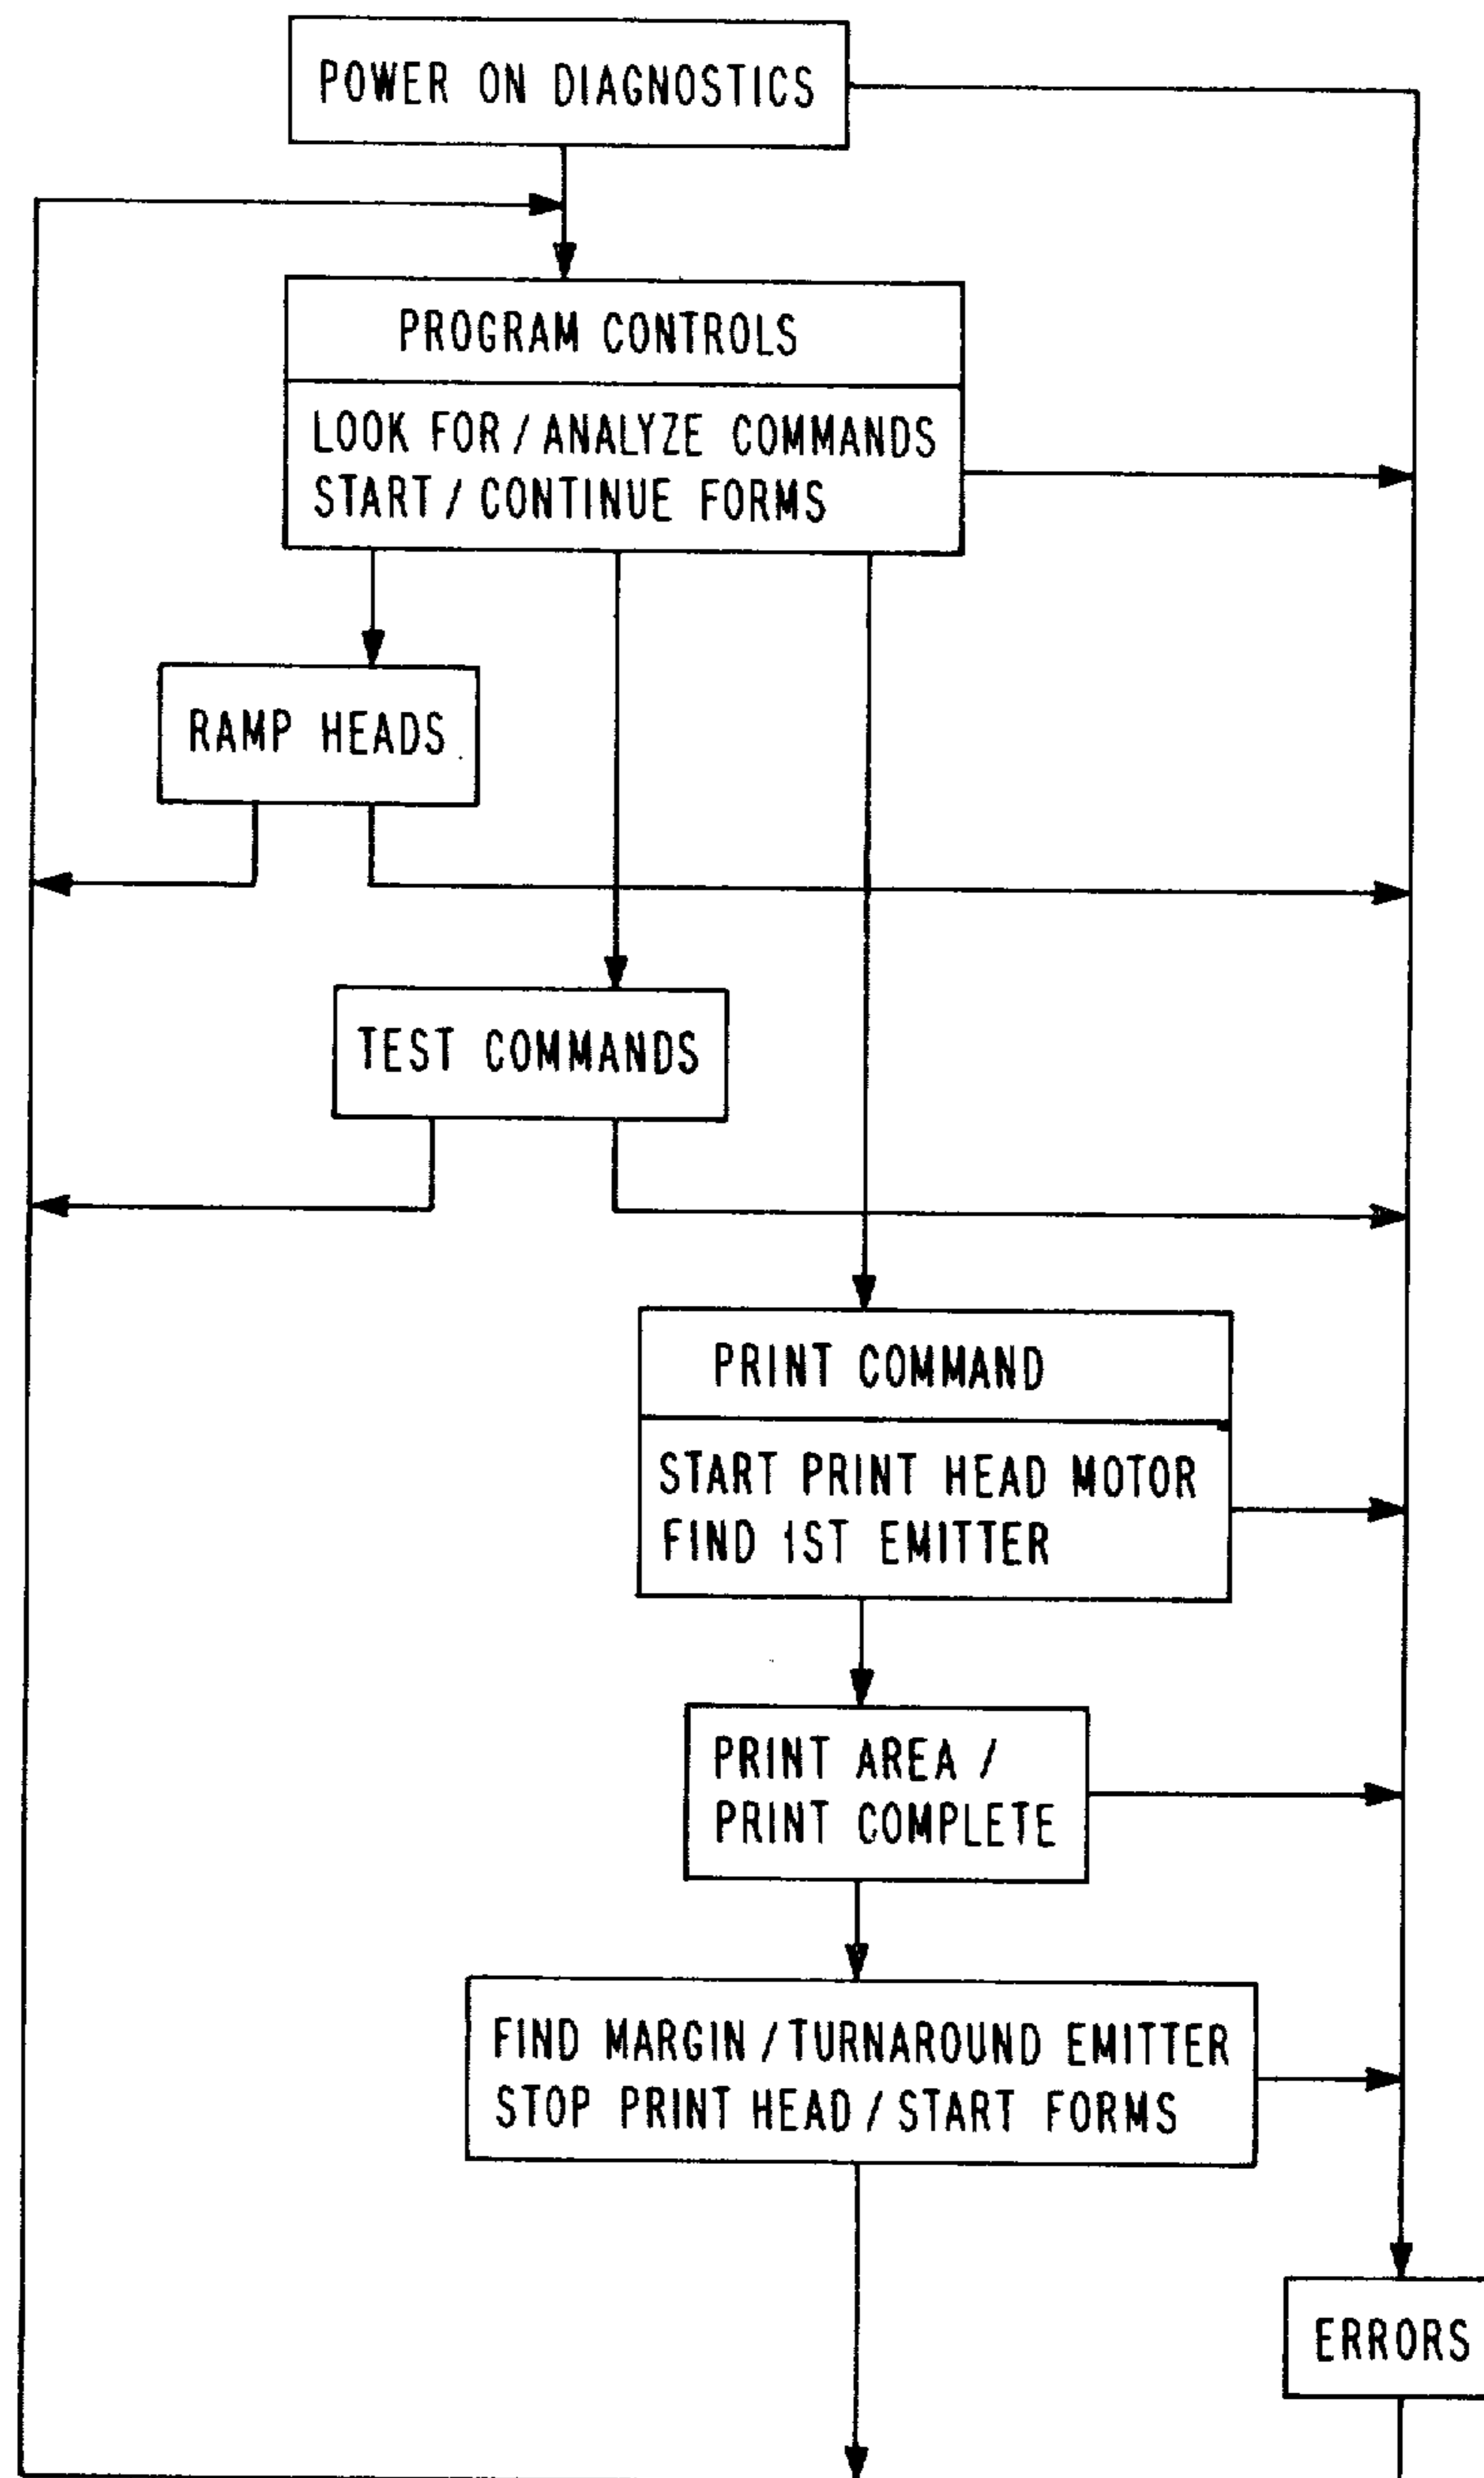 POWER ON DIAGNOSTICS
PROGRAM CONTROLS
LOOK FOR / ANALYZE COMMANDS
START / CONTINUE FORMS
RAMP HEADS
TEST COMMANDS
PRINT COMMAND
START PRINT HEAD MOTOR
FIND 1ST EMITTER
PRINT AREA /
PRINT COMPLETE
FIND MARGIN / TURNAROUND EMITTER
STOP PRINT HEAD / START FORMS
ERRORS